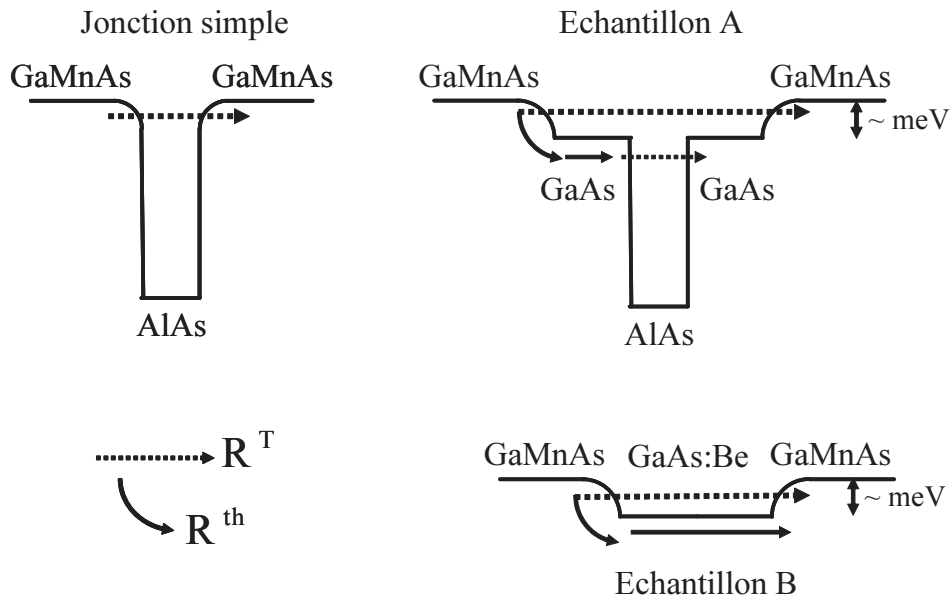 Jonction simple
GaMnAs GaMnAs
AlAs
Echantillon A
GaMnAs GaMnAs
~ meV
GaAs GaAs
AlAs
R T
R th
GaMnAs GaAs:Be GaMnAs
~ meV
Echantillon B